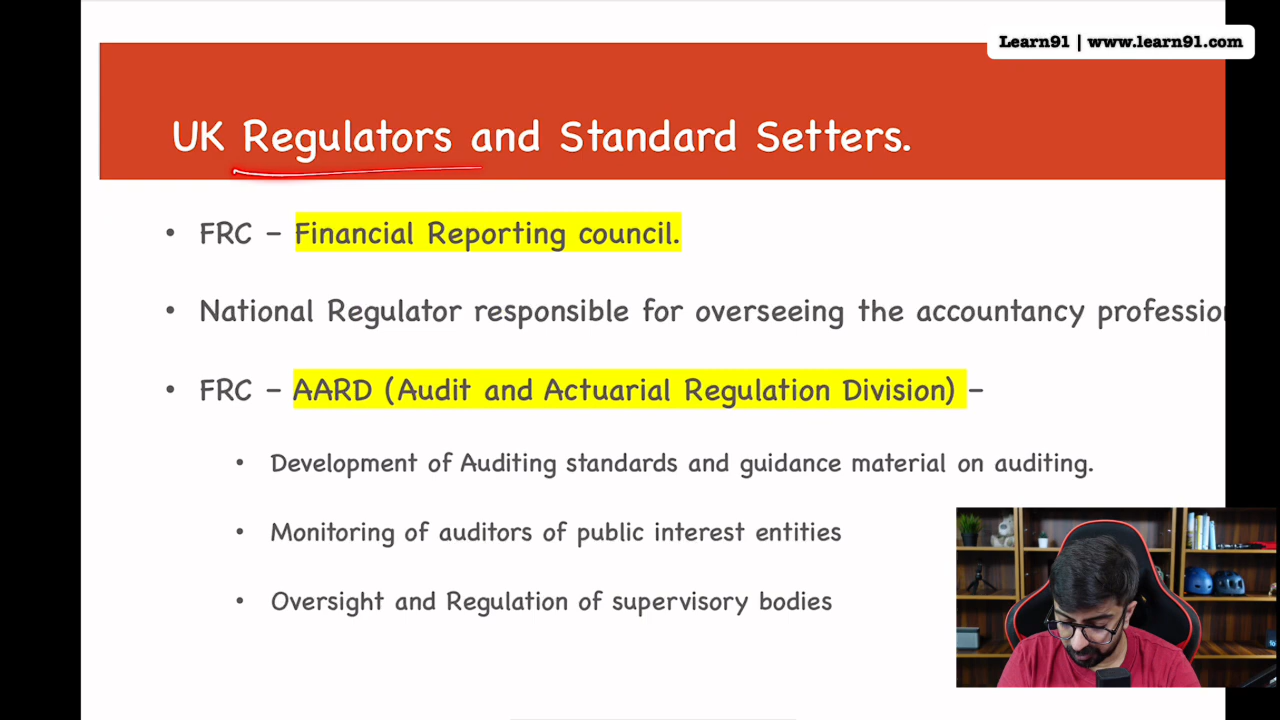 Learn91 | www.learn91.com
UK Regulators and Standard Setters.
• FRC – Financial Reporting council.
• National Regulator responsible for overseeing the accountancy profession
• FRC – AARD (Audit and Actuarial Regulation Division) –
• Development of Auditing standards and guidance material on auditing.
• Monitoring of auditors of public interest entities
• Oversight and Regulation of supervisory bodies